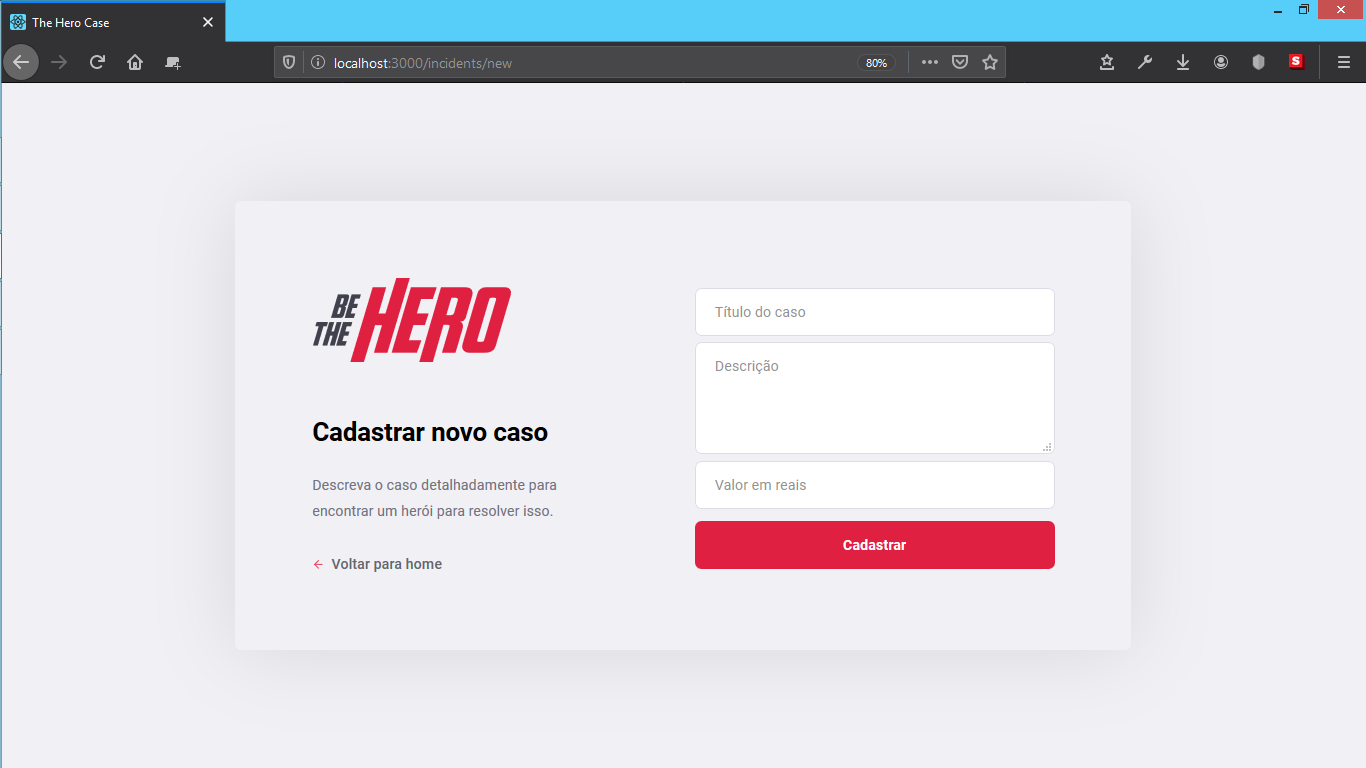 The Hero Case
localhost:3000/incidents/new
80%
S
BE
THE
HERO
Cadastrar novo caso
Descreva o caso detalhadamente para
encontrar um herói para resolver isso.
Voltar para home
Título do caso
Descrição
Valor em reais
Cadastrar